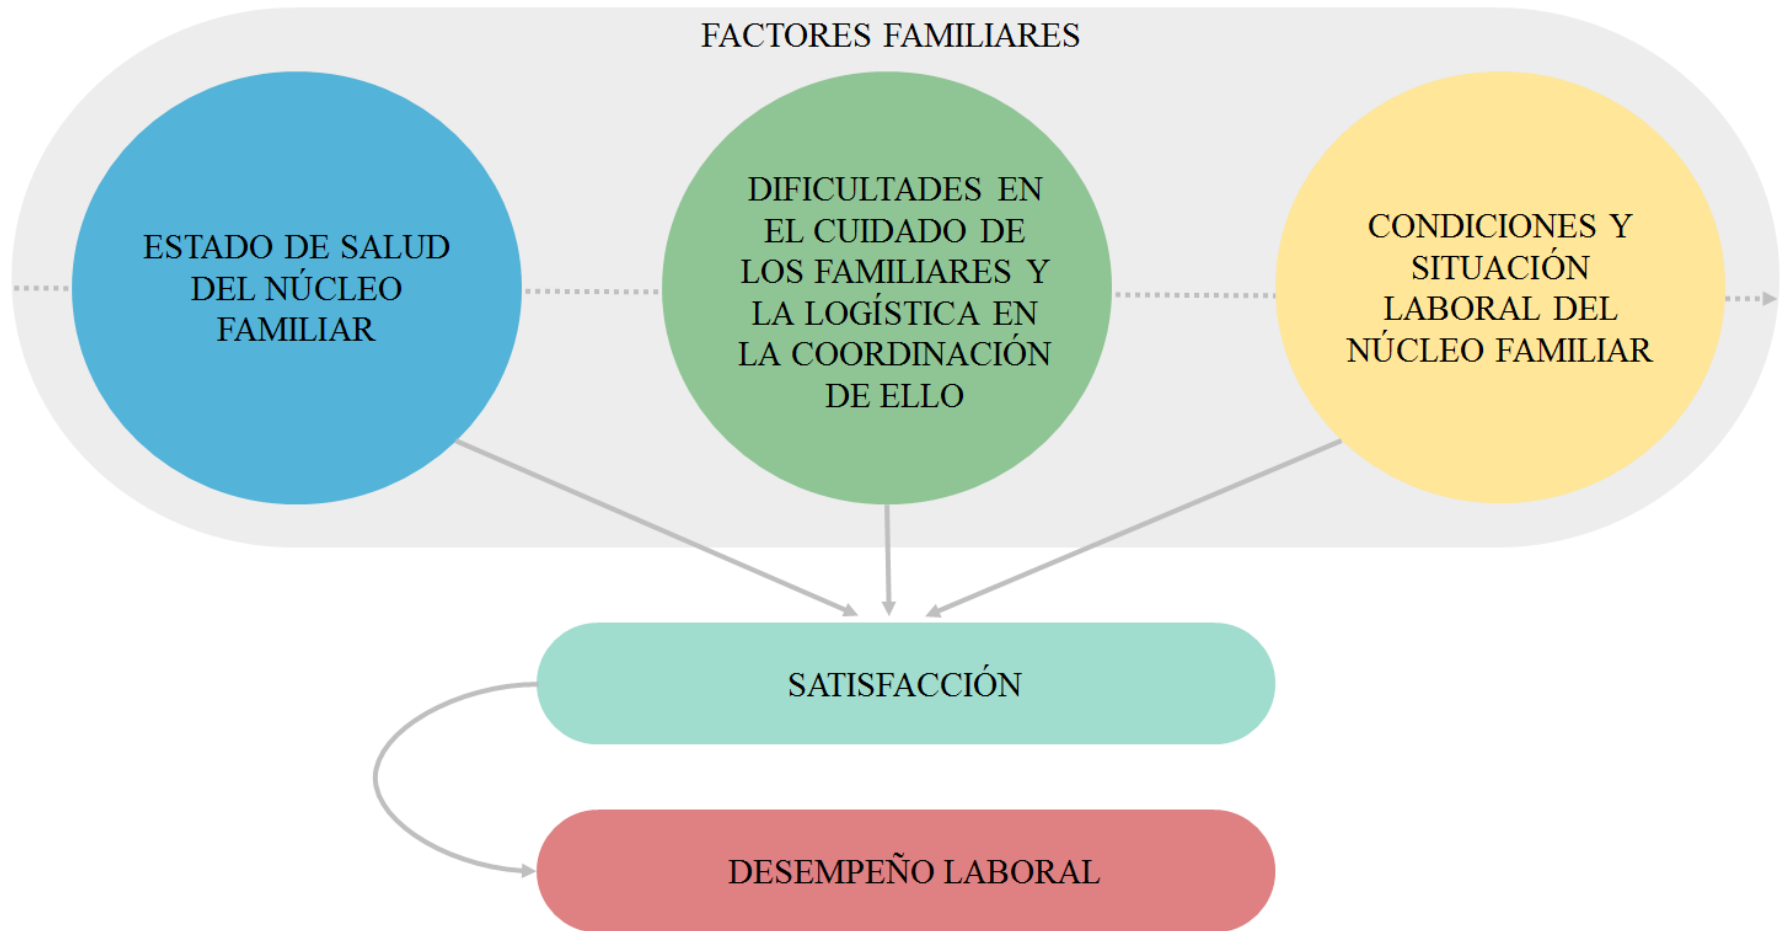 FACTORES FAMILIARES
ESTADO DE SALUD
DEL NÚCLEO
FAMILIAR
DIFICULTADES EN
EL CUIDADO DE
LOS FAMILIARES Y
LA LOGÍSTICA EN
LA COORDINACIÓN
DE ELLO
CONDICIONES Y
SITUACIÓN
LABORAL DEL
NÚCLEO FAMILIAR
SATISFACCIÓN
DESEMPEÑO LABORAL